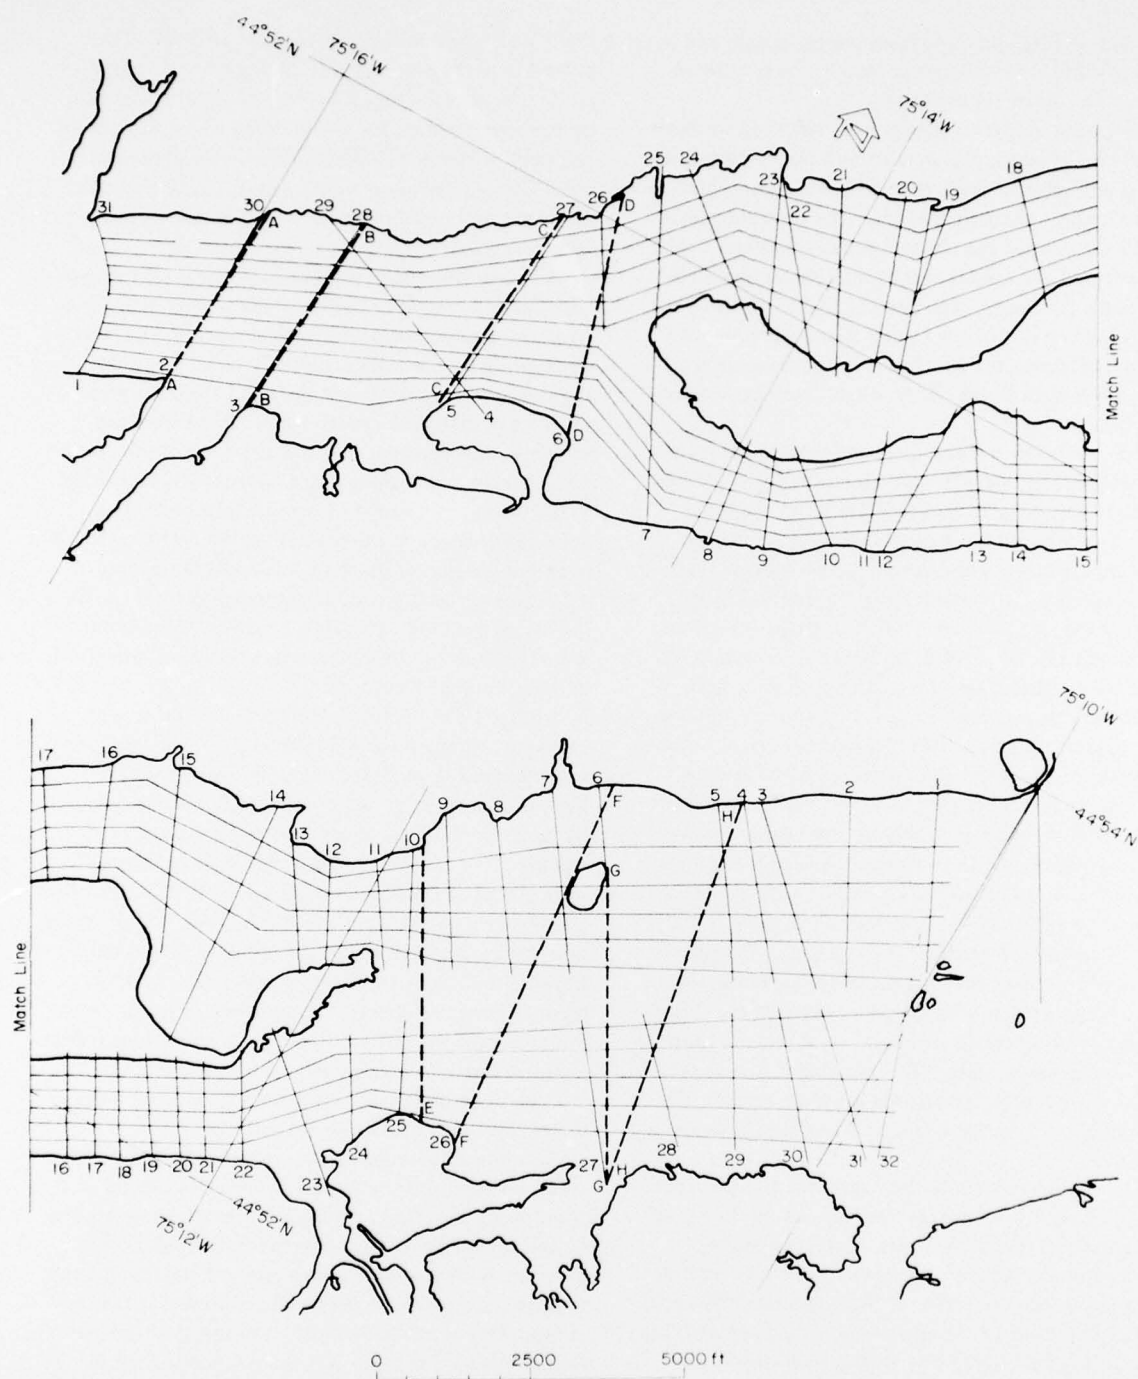 44°52'N
75°16'W
75°14'W
25 24
23 21 20 19 18
22
31 30 29 28 27 26
A B C D
Match Line
1 2 A 3 B C 5 4 6 D
7 8 9 10 11 12 13 14 15
75°10'W
44°54'N
17 16 15
14 13 12 11 10 9 8 7 6 5 4 3 2 1
F H
G
Match Line
E
25 26 F
24 27 H 28 29 30 31 32
G
16 17 18 19 20 21 22 23
44°52'N
75°12'W
0 2500 5000 ft